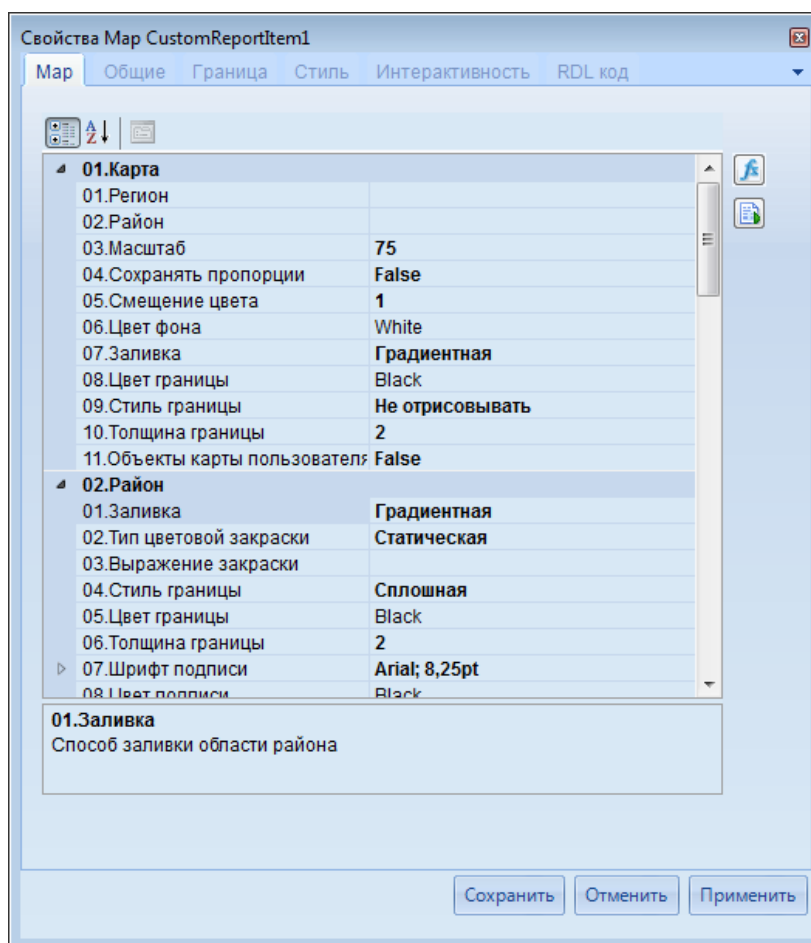 Свойства Map CustomReportItem1
Map Общие Граница Стиль Интерактивность RDL код
01.Карта
01.Регион
02.Район
03.Масштаб 75
04.Сохранять пропорции False
05.Смещение цвета 1
06.Цвет фона White
07.Заливка Градиентная
08.Цвет границы Black
09.Стиль границы Не отрисовывать
10.Толщина границы 2
11.Объекты карты пользователя False
02.Район
01.Заливка Градиентная
02.Тип цветовой закраски Статическая
03.Выражение закраски
04.Стиль границы Сплошная
05.Цвет границы Black
06.Толщина границы 2
07.Шрифт подписи Arial; 8,25pt
08.Цвет подписи Black
01.Заливка
Способ заливки области района
Сохранить Отменить Применить